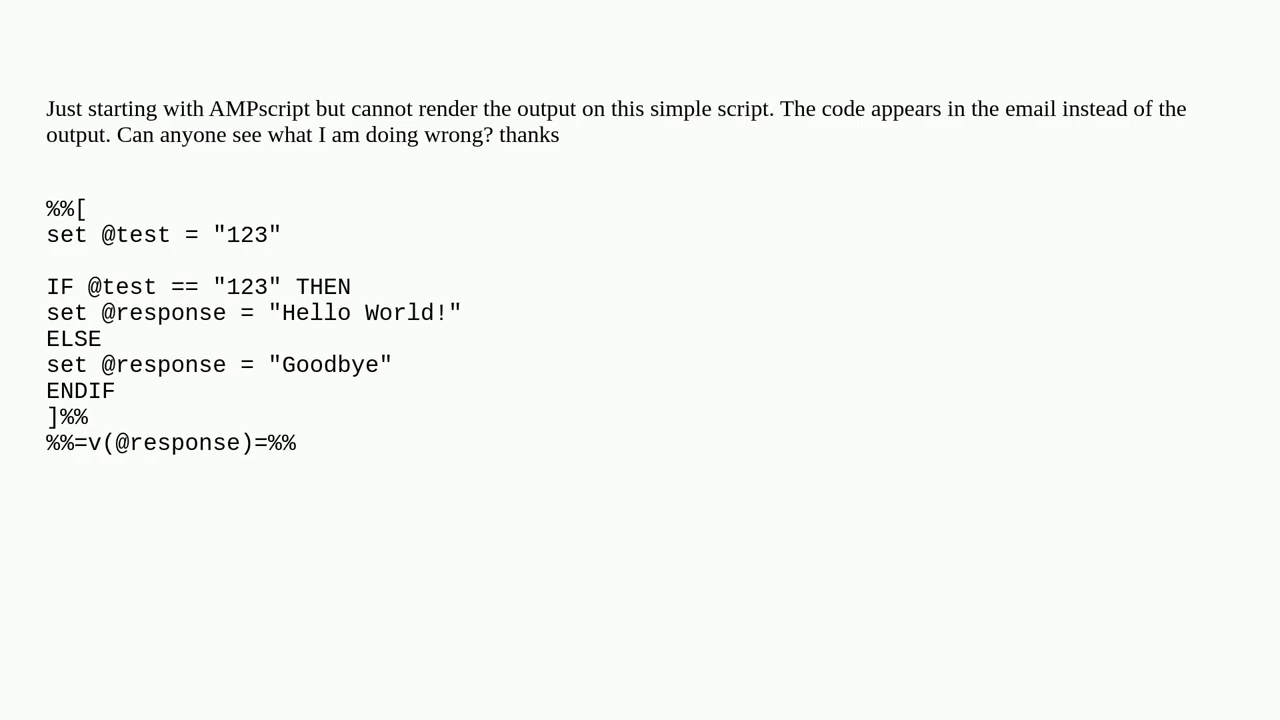 Just starting with AMPscript but cannot render the output on this simple script. The code appears in the email instead of the
output. Can anyone see what I am doing wrong? thanks
%%[
set @test = "123"
IF @test == "123" THEN
set @response = "Hello World!"
ELSE
set @response = "Goodbye"
ENDIF
]%%
%%=v(@response)=%%